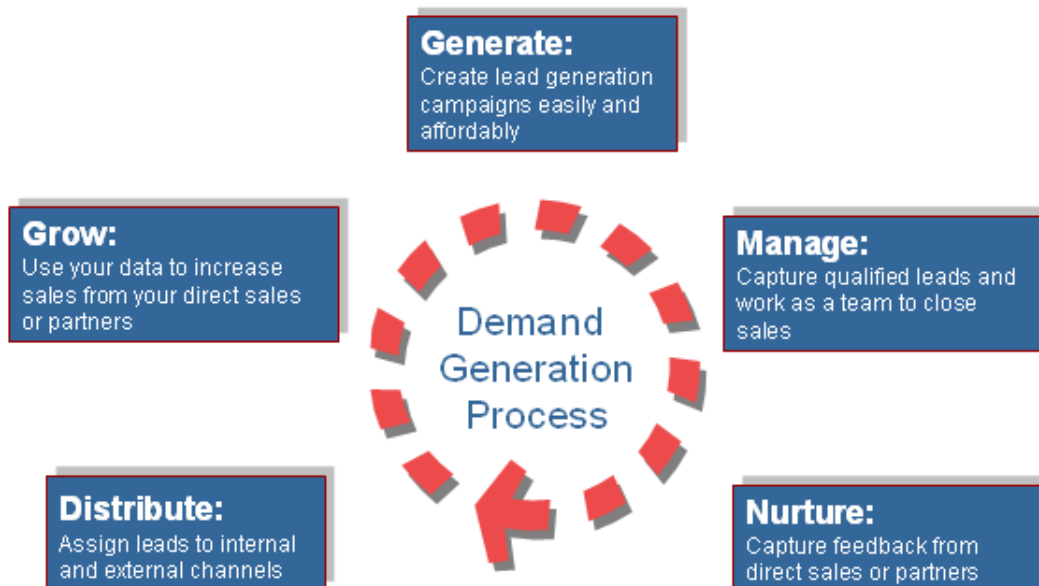 Generate:
Create lead generation
campaigns easily and
affordably
Grow:
Use your data to increase
sales from your direct sales
or partners
Manage:
Capture qualified leads and
work as a team to close
sales
Demand
Generation
Process
Distribute:
Assign leads to internal
and external channels
Nurture:
Capture feedback from
direct sales or partners